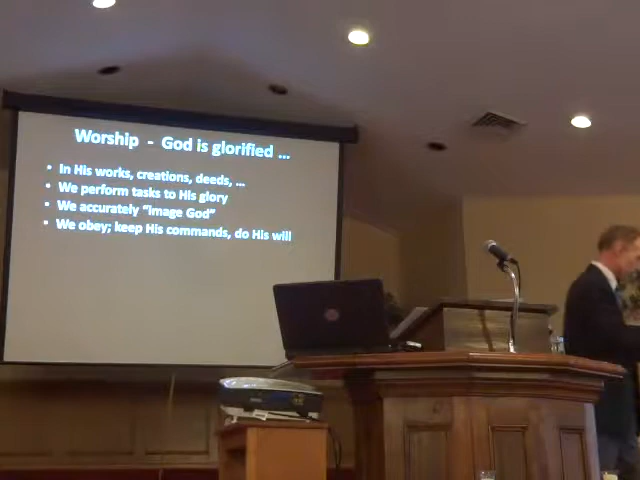 Worship - God is glorified ...
• In His works, creations, deeds, ...
• We perform tasks to His glory
• We accurately "image God"
• We obey; keep His commands, do His will